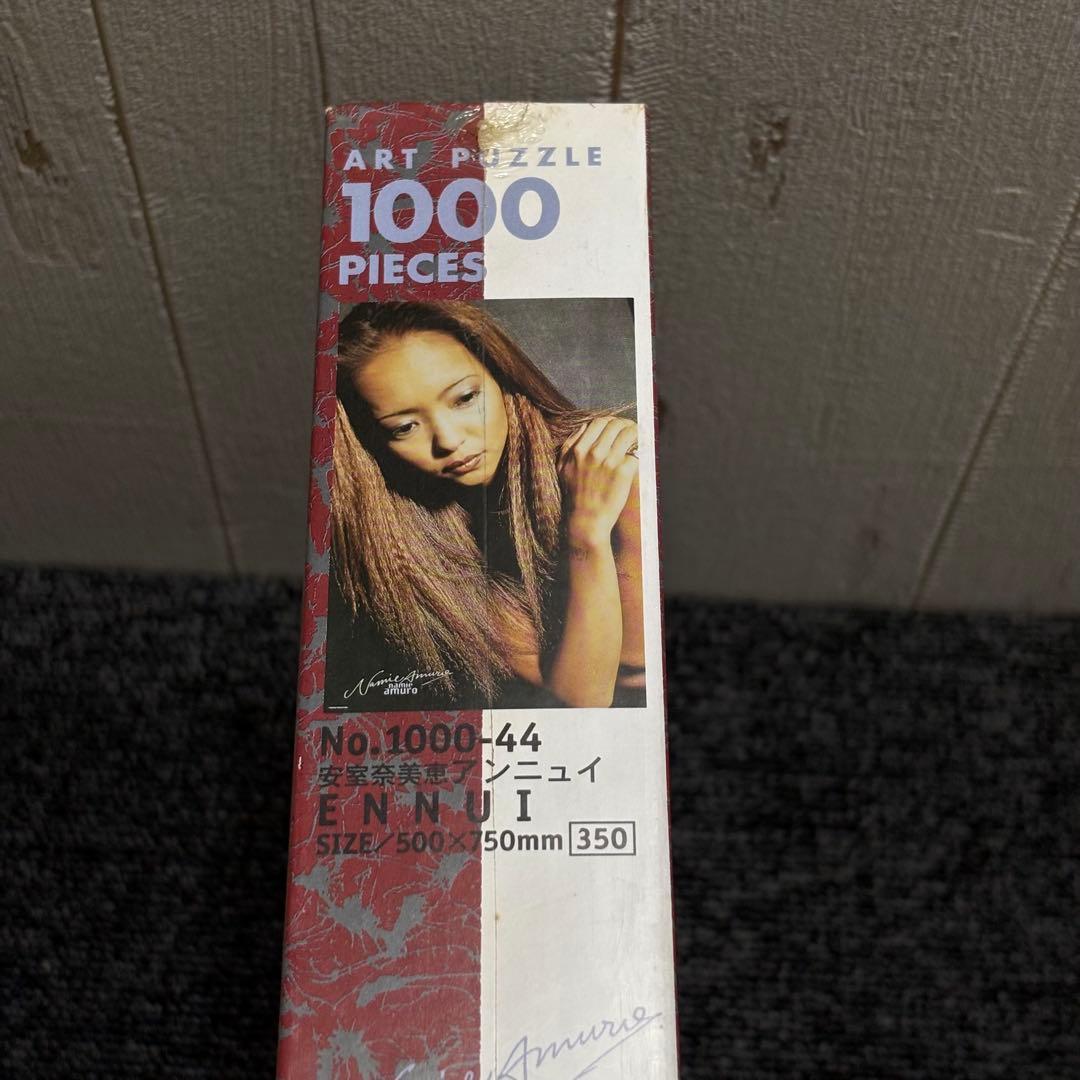 ART PUZZLE
1000
PIECES
Namie Amuro
namie
amuro
No.1000-44
安室奈美恵アンニュイ
ENNUI
SIZE/500×750mm 350
Amuro